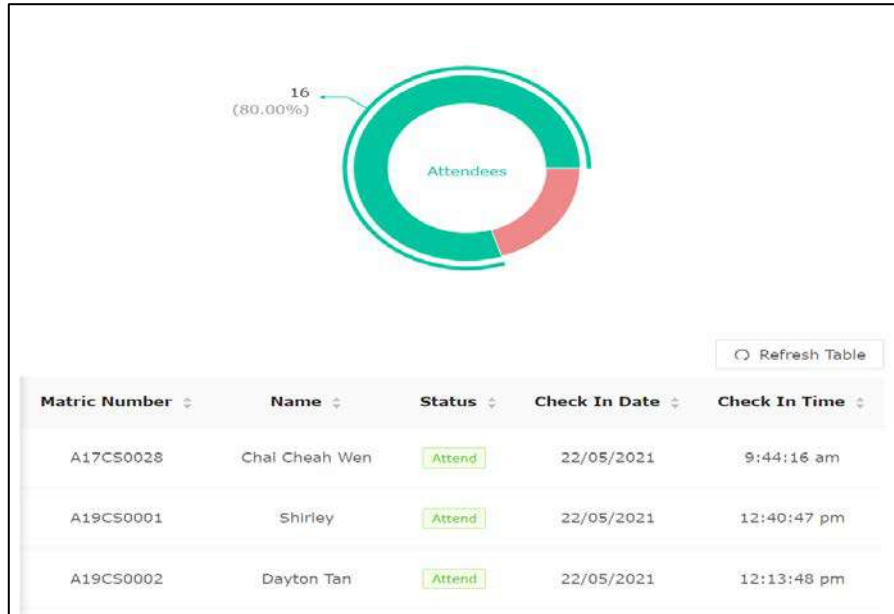 16
(80.00%)
Attendees
Refresh Table
Matric Number Name Status Check In Date Check In Time
A17CS0028 Chai Cheah Wen Attend 22/05/2021 9:44:16 am
A19CS0001 Shirley Attend 22/05/2021 12:40:47 pm
A19CS0002 Dayton Tan Attend 22/05/2021 12:13:48 pm